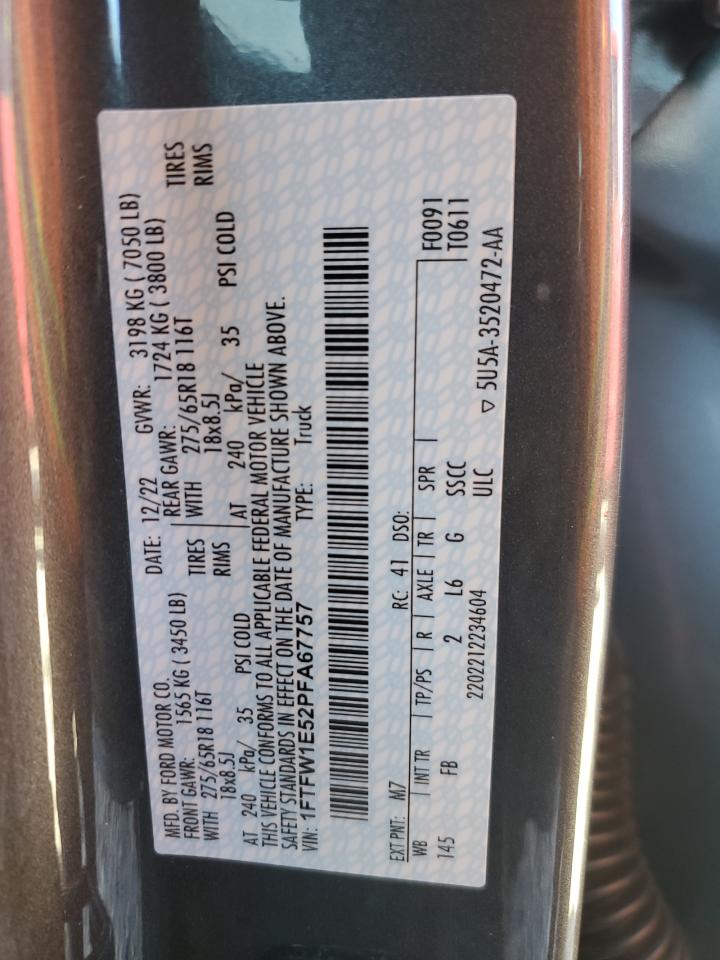 MFD. BY FORD MOTOR CO. DATE: 12/22 GVWR: 3198 KG ( 7050 LB)
FRONT GAWR: 1565 KG ( 3450 LB) REAR GAWR: 1724 KG ( 3800 LB)
WITH 275/65R18 116T TIRES WITH 275/65R18 116T TIRES
18x8.5J RIMS 18x8.5J RIMS
AT 240 kPa/ 35 PSI COLD AT 240 kPa/ 35 PSI COLD
THIS VEHICLE CONFORMS TO ALL APPLICABLE FEDERAL MOTOR VEHICLE
SAFETY STANDARDS IN EFFECT ON THE DATE OF MANUFACTURE SHOWN ABOVE.
VIN: 1FTFW1E52PFA67757 TYPE: Truck
EXT PNT: M7 RC: 41 DSO: F0091
WB INT TR TP/PS R AXLE TR SPR T0611
145 FB 2 L6 G SSCC
2202212234604 ULC ▽ 5U5A-3520472-AA